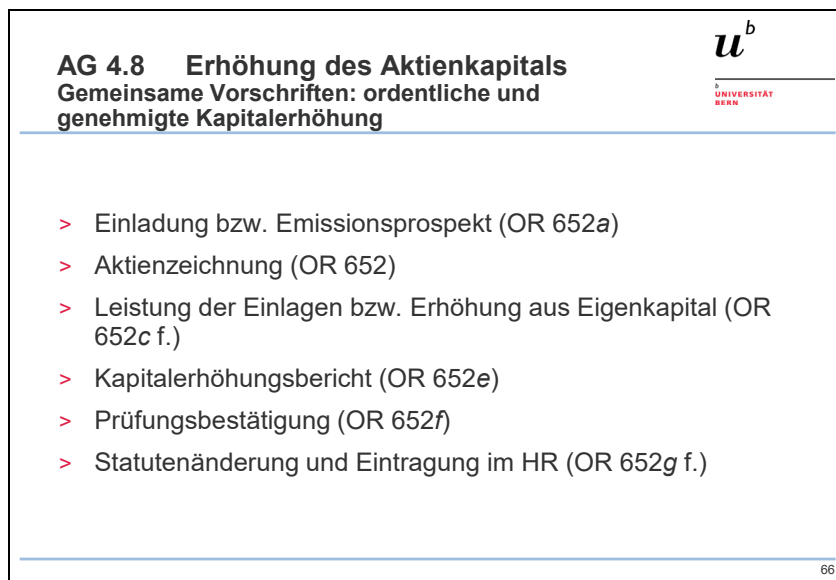 AG 4.8 Erhöhung des Aktienkapitals
Gemeinsame Vorschriften: ordentliche und
genehmigte Kapitalerhöhung
u^b
b
UNIVERSITÄT
BERN
> Einladung bzw. Emissionsprospekt (OR 652a)
> Aktienzeichnung (OR 652)
> Leistung der Einlagen bzw. Erhöhung aus Eigenkapital (OR
652c f.)
> Kapitalerhöhungsbericht (OR 652e)
> Prüfungsbestätigung (OR 652f)
> Statutenänderung und Eintragung im HR (OR 652g f.)
66